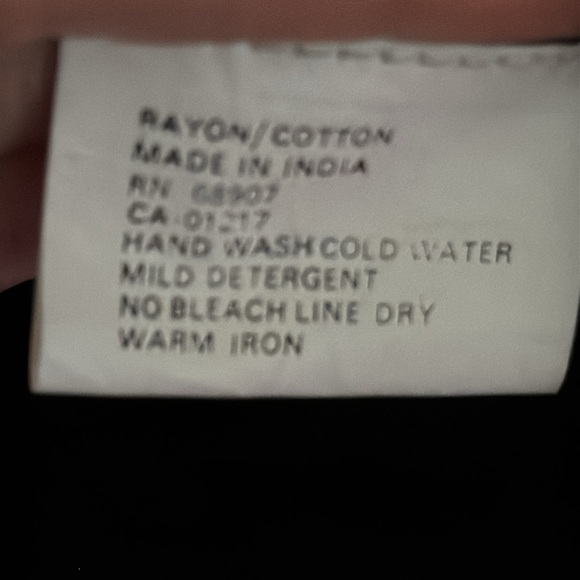 RAYON/COTTON
MADE IN INDIA
RN 68907
CA 01217
HAND WASH COLD WATER
MILD DETERGENT
NO BLEACH LINE DRY
WARM IRON